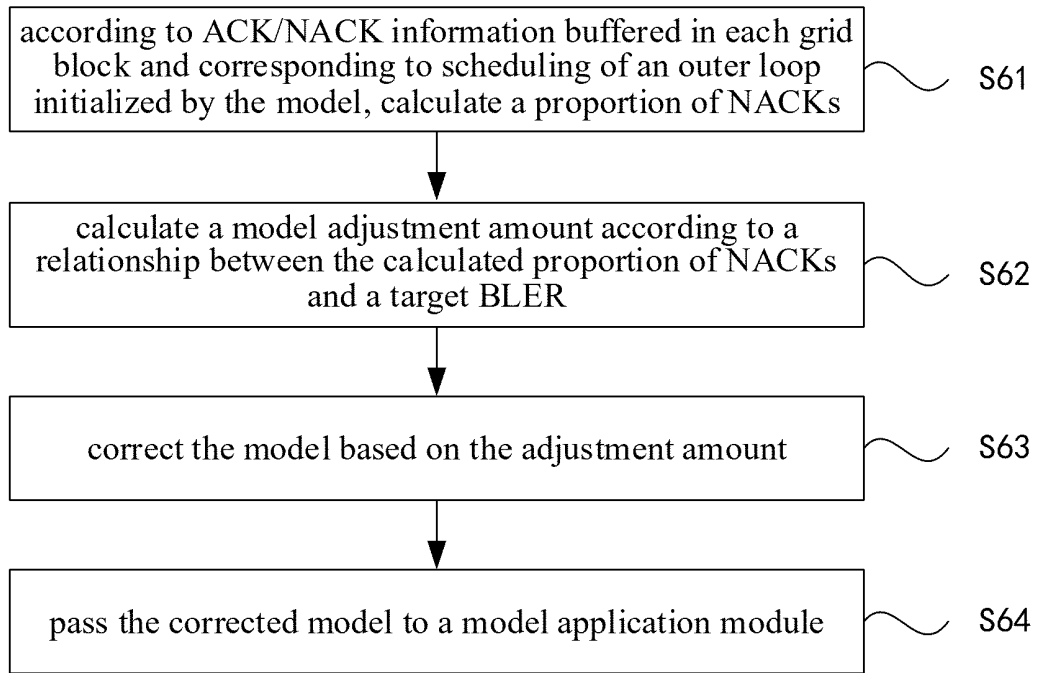 according to ACK/NACK information buffered in each grid
block and corresponding to scheduling of an outer loop
initialized by the model, calculate a proportion of NACKs
S61
calculate a model adjustment amount according to a
relationship between the calculated proportion of NACKs
and a target BLER
S62
correct the model based on the adjustment amount
S63
pass the corrected model to a model application module
S64